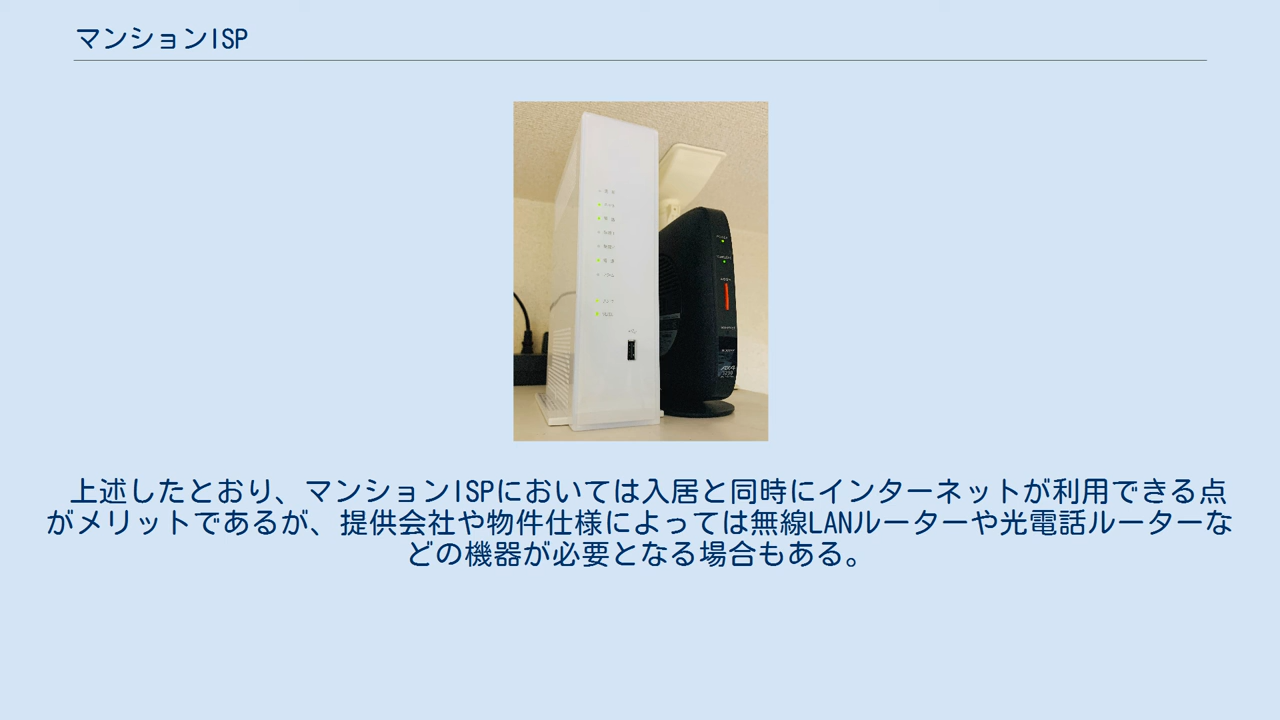 マンションISP
上述したとおり、マンションISPにおいては入居と同時にインターネットが利用できる点
がメリットであるが、提供会社や物件仕様によっては無線LANルーターや光電話ルーターな
どの機器が必要となる場合もある。